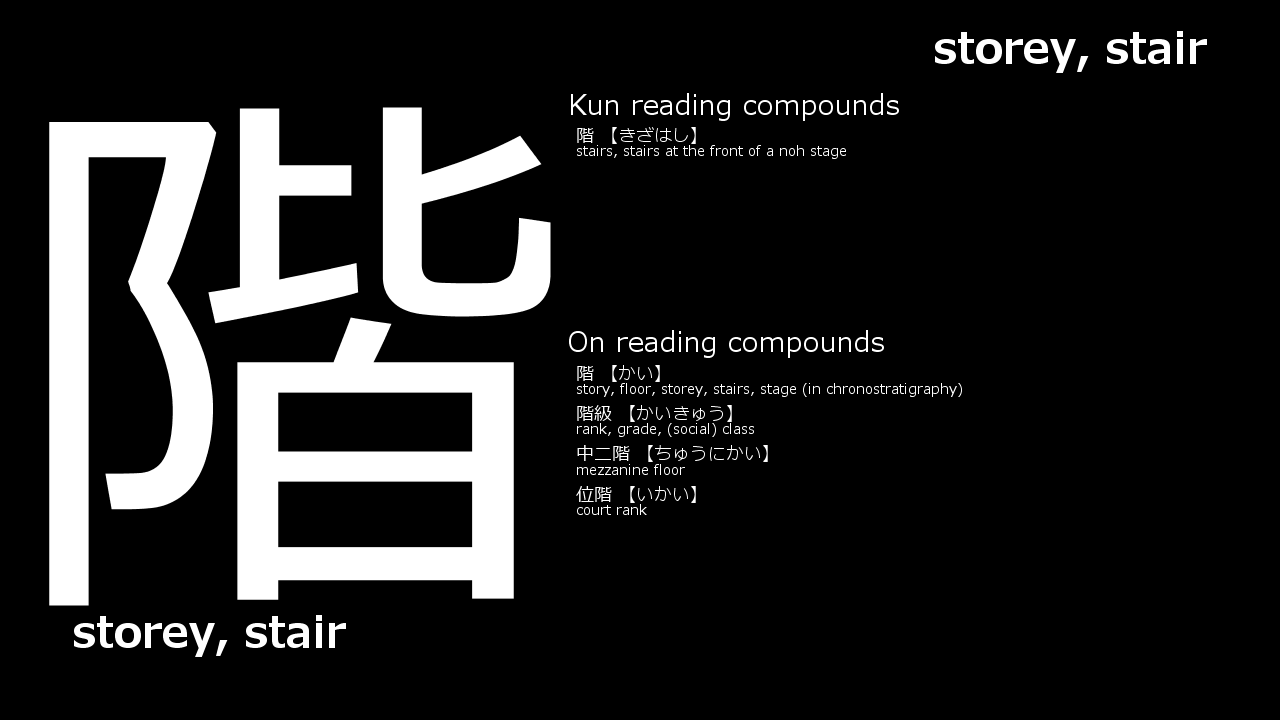 storey, stair
階
Kun reading compounds
階 【きざはし】
stairs, stairs at the front of a noh stage
On reading compounds
階 【かい】
story, floor, storey, stairs, stage (in chronostratigraphy)
階級 【かいきゅう】
rank, grade, (social) class
中二階 【ちゅうにかい】
mezzanine floor
位階 【いかい】
court rank
storey, stair